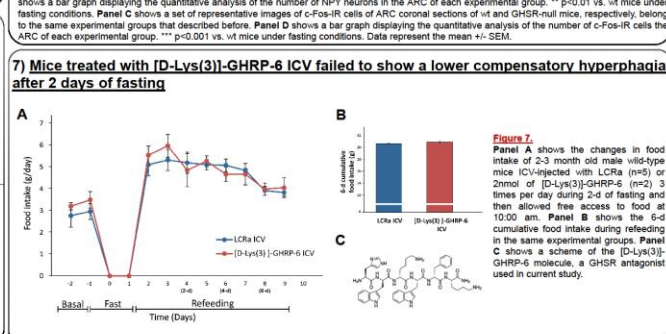 shows a bar graph displaying the quantitative analysis of the number of NPY neurons in the ARC of each experimental group. ** p<0.01 vs. wt mice under
fasting conditions. Panel C shows a set of representative images of c-Fos-IR cells of ARC coronal sections of wt and GHSR-null mice, respectively, belong
to the same experimental groups that described before. Panel D shows a bar graph displaying the quantitative analysis of the number of c-Fos-IR cells the
ARC of each experimental group. *** p<0.001 vs. wt mice under fasting conditions. Data represent the mean +/- SEM.
7) Mice treated with [D-Lys(3)]-GHRP-6 ICV failed to show a lower compensatory hyperphagia
after 2 days of fasting
A
Food intake (g/day)
7
6
5
4
3
2
1
0
-2 -1 0 1 2 3 4 5 6 7 8 9 10
(2-d) (4-d) (6-d)
LCRa ICV
[D-Lys(3) ]-GHRP-6 ICV
Basal Fast Refeeding
Time (Days)
B
6-d cumulative
food intake (g)
LCRa ICV [D-Lys(3) ]-GHRP-6
ICV
C
Figure 7.
Panel A shows the changes in food
intake of 2-3 month old male wild-type
mice ICV-injected with LCRa (n=5) or
2nmol of [D-Lys(3)]-GHRP-6 (n=2) 3
times per day during 2-d of fasting and
then allowed free access to food at
10:00 am. Panel B shows the 6-d
cumulative food intake during refeeding
in the same experimental groups. Panel
C shows a scheme of the [D-Lys(3)]-
GHRP-6 molecule, a GHSR antagonist
used in current study.